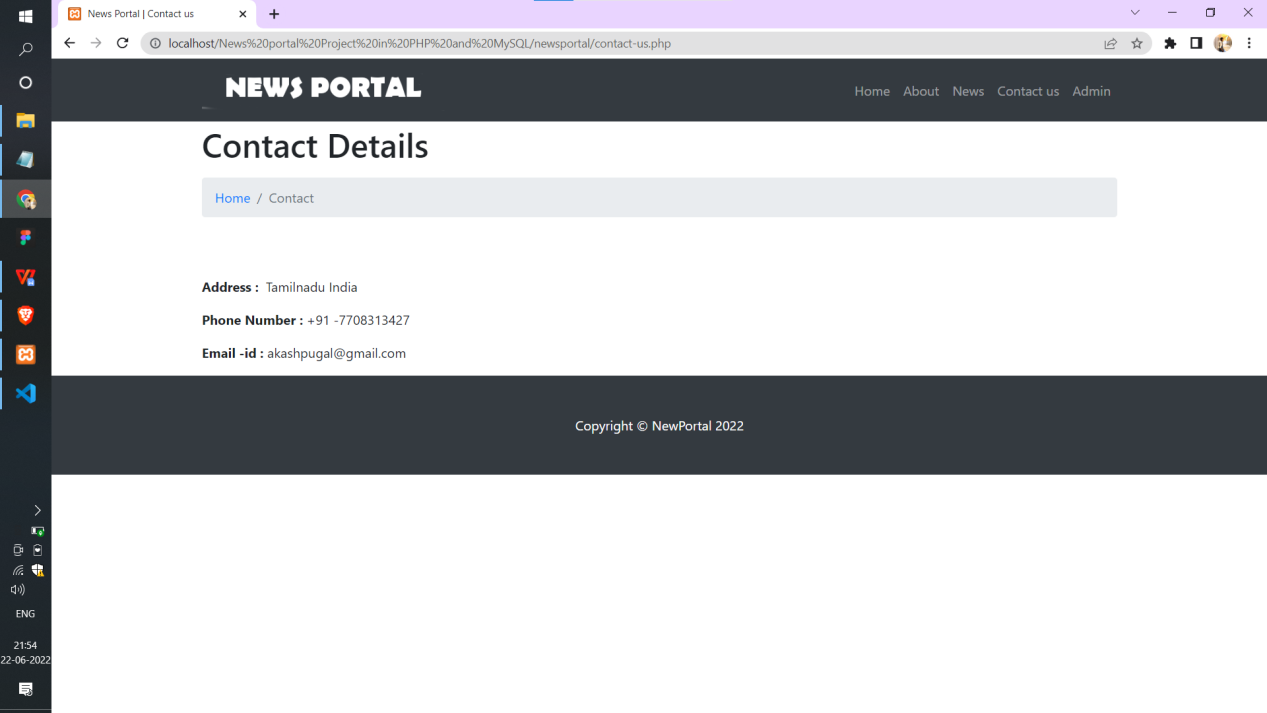 News Portal | Contact us
localhost/News%20portal%20Project%20in%20PHP%20and%20MySQL/newsportal/contact-us.php
NEWS PORTAL
Home About News Contact us Admin
Contact Details
Home / Contact
Address : Tamilnadu India
Phone Number : +91 -7708313427
Email -id : akashpugal@gmail.com
Copyright © NewPortal 2022
ENG
21:54
22-06-2022